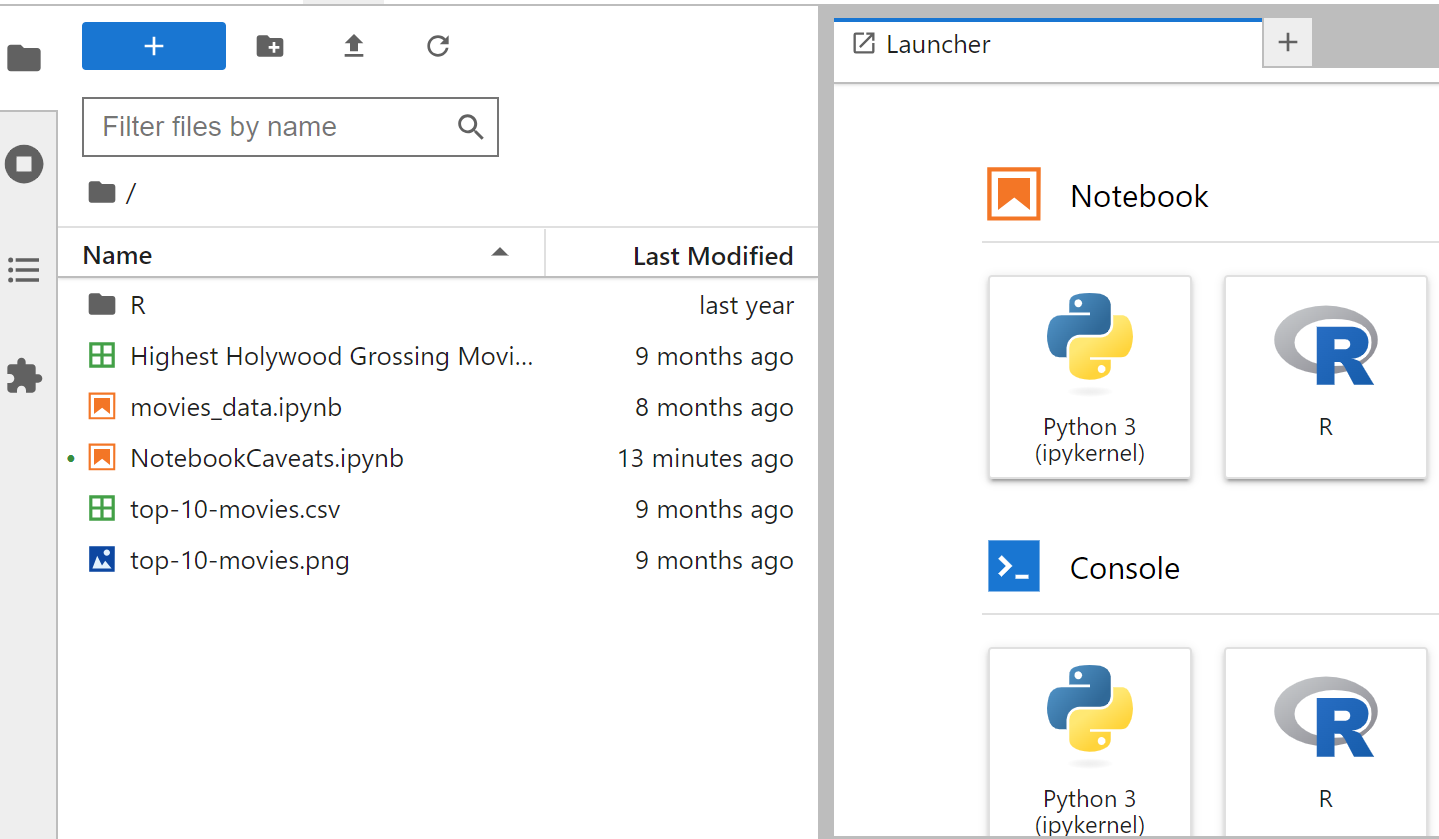 Launcher
Filter files by name
/
Name Last Modified
R last year
Highest Holywood Grossing Movi... 9 months ago
movies_data.ipynb 8 months ago
NotebookCaveats.ipynb 13 minutes ago
top-10-movies.csv 9 months ago
top-10-movies.png 9 months ago
Notebook
Python 3
(ipykernel)
R
Console
Python 3
(ipykernel)
R